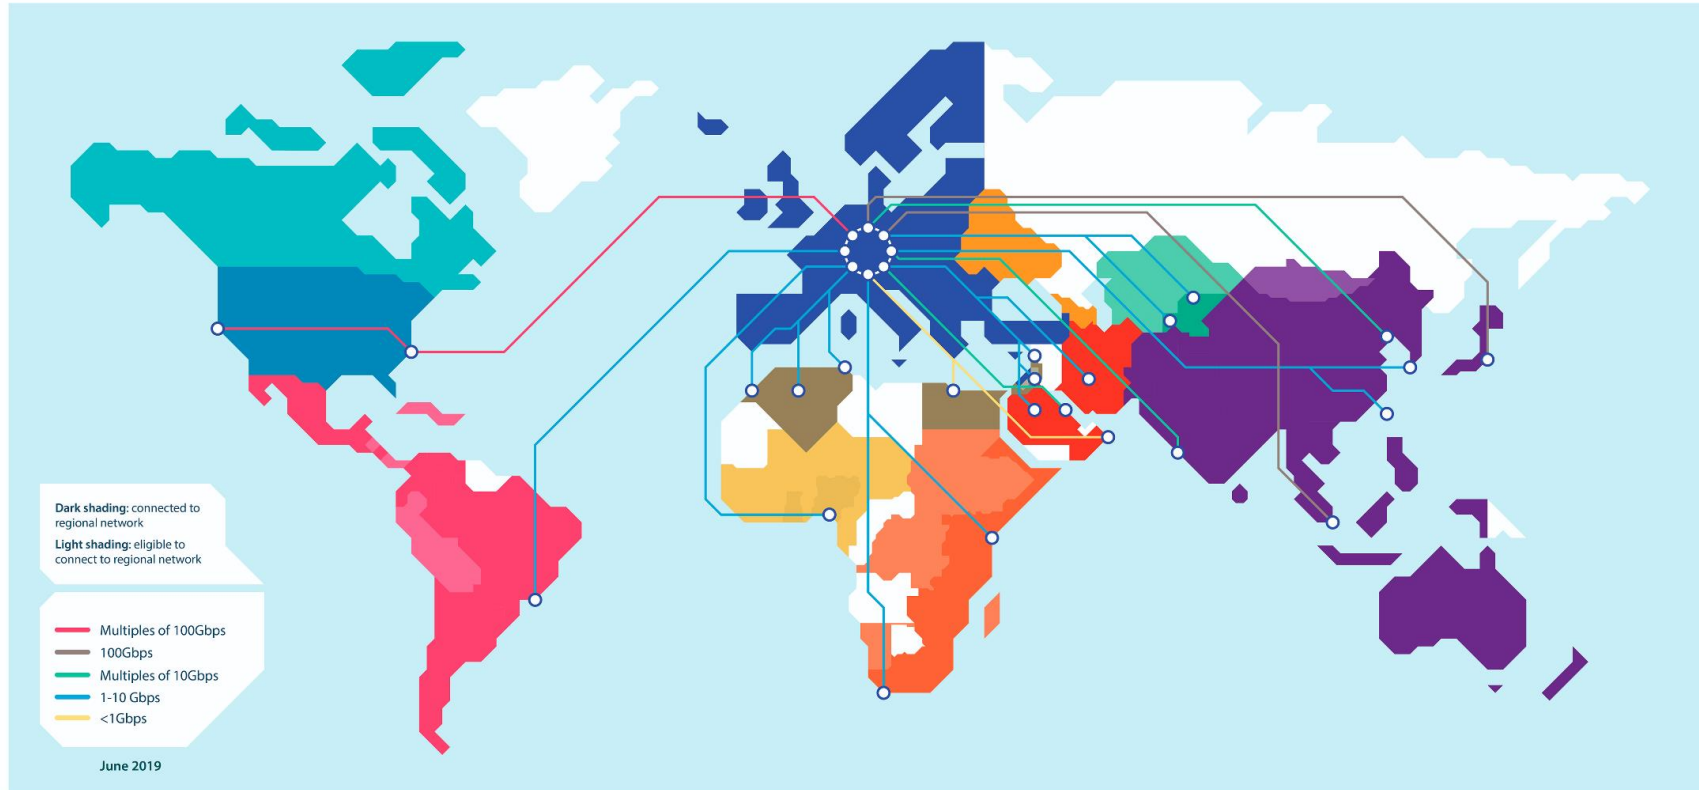 Dark shading: connected to
regional network
Light shading: eligible to
connect to regional network
Multiples of 100Gbps
100Gbps
Multiples of 10Gbps
1-10 Gbps
<1Gbps
June 2019